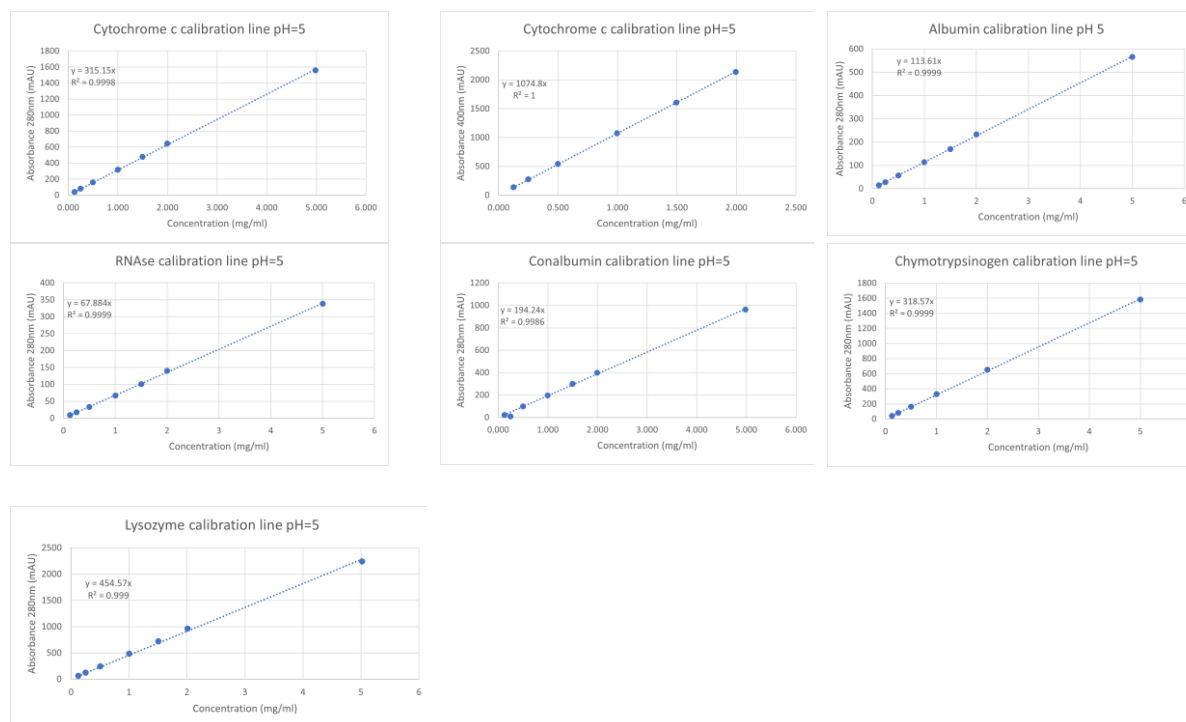 Cytochrome c calibration line pH=5
1800
1600
1400
1200
1000
800
600
400
200
0
y = 315.15x
R² = 0.9998
Absorbance 280nm (mAU)
0.000 1.000 2.000 3.000 4.000 5.000 6.000
Concentration (mg/ml)
Cytochrome c calibration line pH=5
2500
2000
1500
1000
500
0
y = 1074.8x
R² = 1
Absorbance 400nm (mAU)
0.000 0.500 1.000 1.500 2.000 2.500
Concentration (mg/ml)
Albumin calibration line pH 5
600
500
400
300
200
100
0
y = 113.61x
R² = 0.9999
Absorbance 280nm (mAU)
0 1 2 3 4 5 6
Concentration (mg/ml)
RNAse calibration line pH=5
400
350
300
250
200
150
100
50
0
y = 67.884x
R² = 0.9999
Absorbance 280nm (mAU)
0 1 2 3 4 5 6
Concentration (mg/ml)
Conalbumin calibration line pH=5
1200
1000
800
600
400
200
0
y = 194.24x
R² = 0.9986
Absorbance 280nm (mAU)
0.000 1.000 2.000 3.000 4.000 5.000 6.000
Concentration (mg/ml)
Chymotrypsinogen calibration line pH=5
1800
1600
1400
1200
1000
800
600
400
200
0
y = 318.57x
R² = 0.9999
Absorbance 280nm (mAU)
0 1 2 3 4 5
Concentration (mg/ml)
Lysozyme calibration line pH=5
2500
2000
1500
1000
500
0
y = 454.57x
R² = 0.999
Absorbance 280nm (mAU)
0 1 2 3 4 5 6
Concentration (mg/ml)